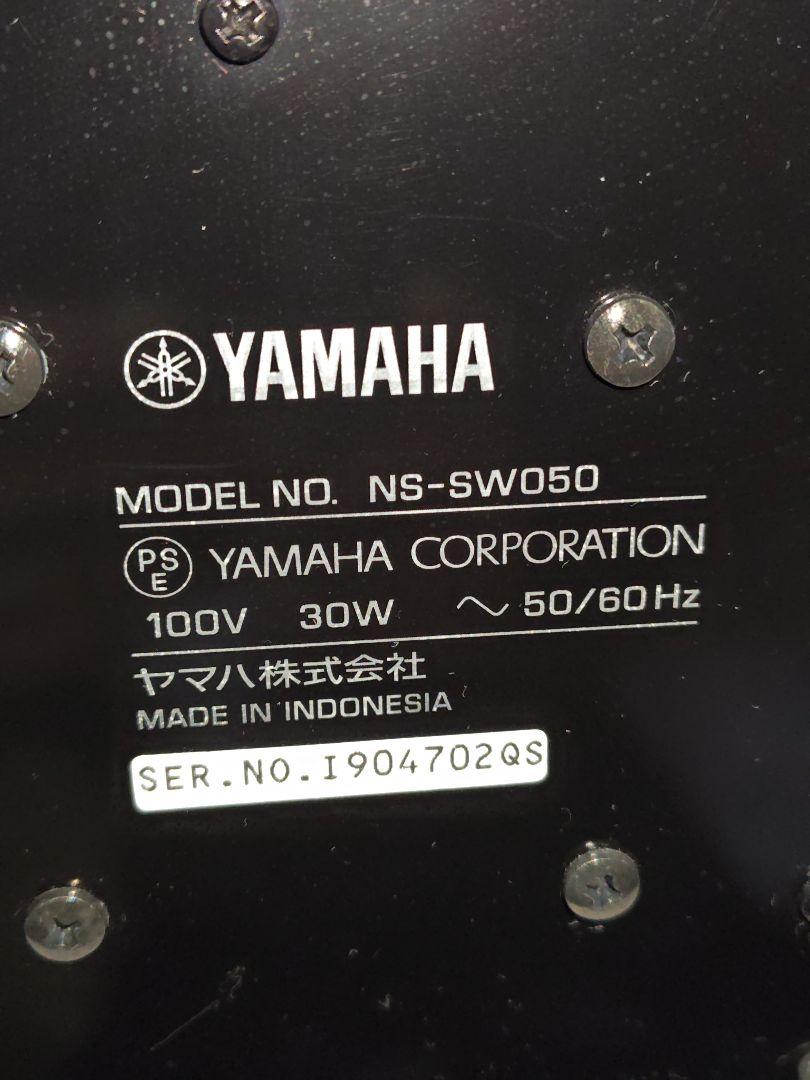 YAMAHA
MODEL NO. NS-SW050
PSE YAMAHA CORPORATION
100V 30W ~ 50/60Hz
ヤマハ株式会社
MADE IN INDONESIA
SER.NO.I904702QS